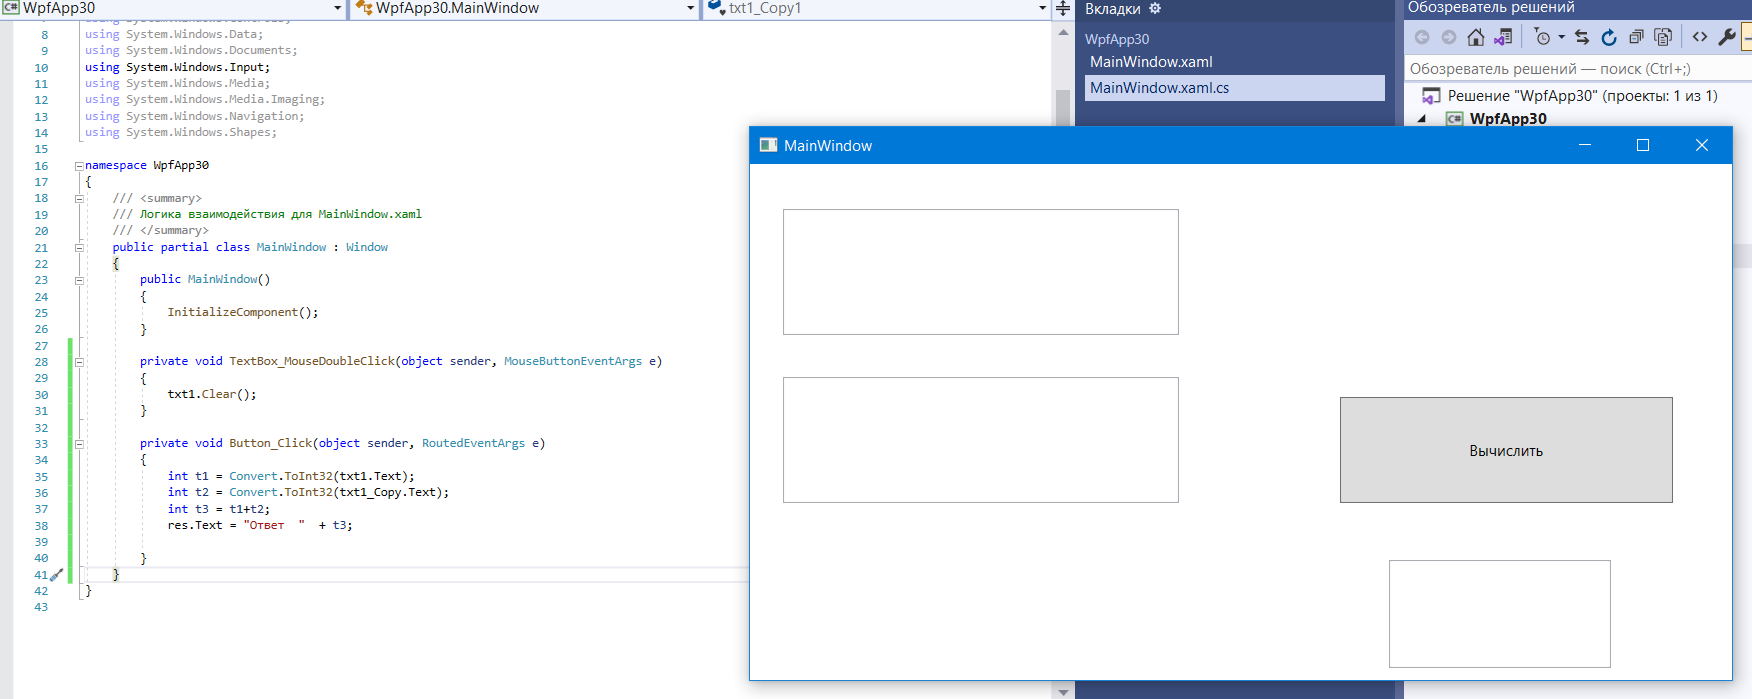 WpfApp30
WpfApp30.MainWindow
txt1_Copy1
8 using System.Windows.Data;
9 using System.Windows.Documents;
10 using System.Windows.Input;
11 using System.Windows.Media;
12 using System.Windows.Media.Imaging;
13 using System.Windows.Navigation;
14 using System.Windows.Shapes;
15
16 namespace WpfApp30
17 {
18 /// <summary>
19 /// Логика взаимодействия для MainWindow.xaml
20 /// </summary>
21 public partial class MainWindow : Window
22 {
23 public MainWindow()
24 {
25 InitializeComponent();
26 }
27
28 private void TextBox_MouseDoubleClick(object sender, MouseButtonEventArgs e)
29 {
30 txt1.Clear();
31 }
32
33 private void Button_Click(object sender, RoutedEventArgs e)
34 {
35 int t1 = Convert.ToInt32(txt1.Text);
36 int t2 = Convert.ToInt32(txt1_Copy.Text);
37 int t3 = t1+t2;
38 res.Text = "Ответ  "  + t3;
39
40 }
41 }
42 }
43
Вкладки
WpfApp30
MainWindow.xaml
MainWindow.xaml.cs
Обозреватель решений
Обозреватель решений — поиск (Ctrl+;)
Решение "WpfApp30" (проекты: 1 из 1)
C# WpfApp30
MainWindow
Вычислить